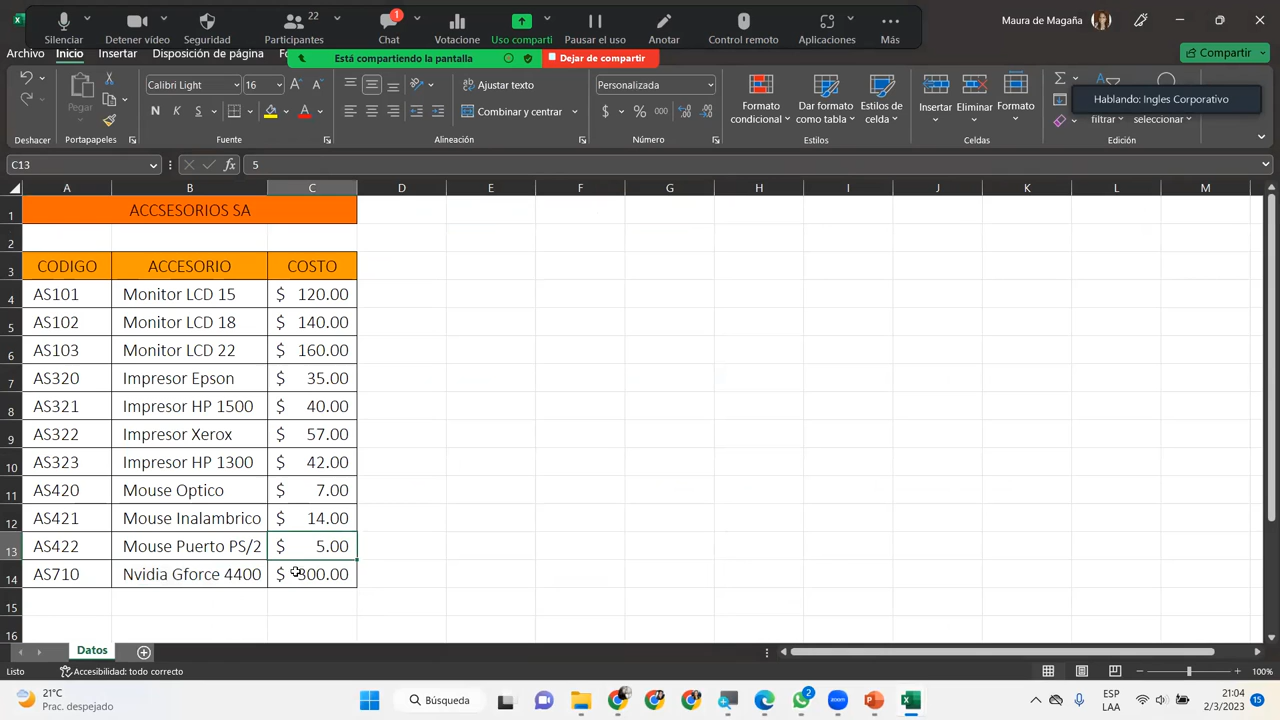 Silenciar
Detener vídeo
Seguridad
22
Participantes
1
Chat
Votacione
Uso comparti
Pausar el uso
Anotar
Control remoto
Aplicaciones
Más
Maura de Magaña
Archivo
Inicio
Insertar
Disposición de página
Está compartiendo la pantalla
Dejar de compartir
Compartir
Pegar
Calibri Light
16
N
K
S
Ajustar texto
Combinar y centrar
Personalizada
$
%
000
Formato
condicional
Dar formato
como tabla
Estilos de
celda
Insertar
Eliminar
Formato
Hablando: Ingles Corporativo
filtrar
seleccionar
Deshacer
Portapapeles
Fuente
Alineación
Número
Estilos
Celdas
Edición
C13
fx
5
A B C D E F G H I J K L M
1 ACCSESORIOS SA
2
3 CODIGO ACCESORIO COSTO
4 AS101 Monitor LCD 15 $ 120.00
5 AS102 Monitor LCD 18 $ 140.00
6 AS103 Monitor LCD 22 $ 160.00
7 AS320 Impresor Epson $ 35.00
8 AS321 Impresor HP 1500 $ 40.00
9 AS322 Impresor Xerox $ 57.00
10 AS323 Impresor HP 1300 $ 42.00
11 AS420 Mouse Optico $ 7.00
12 AS421 Mouse Inalambrico $ 14.00
13 AS422 Mouse Puerto PS/2 $ 5.00
14 AS710 Nvidia Gforce 4400 $ 300.00
15
16
Datos
Listo
Accesibilidad: todo correcto
100%
21°C
Prac. despejado
Búsqueda
2
ESP
LAA
21:04
2/3/2023
15